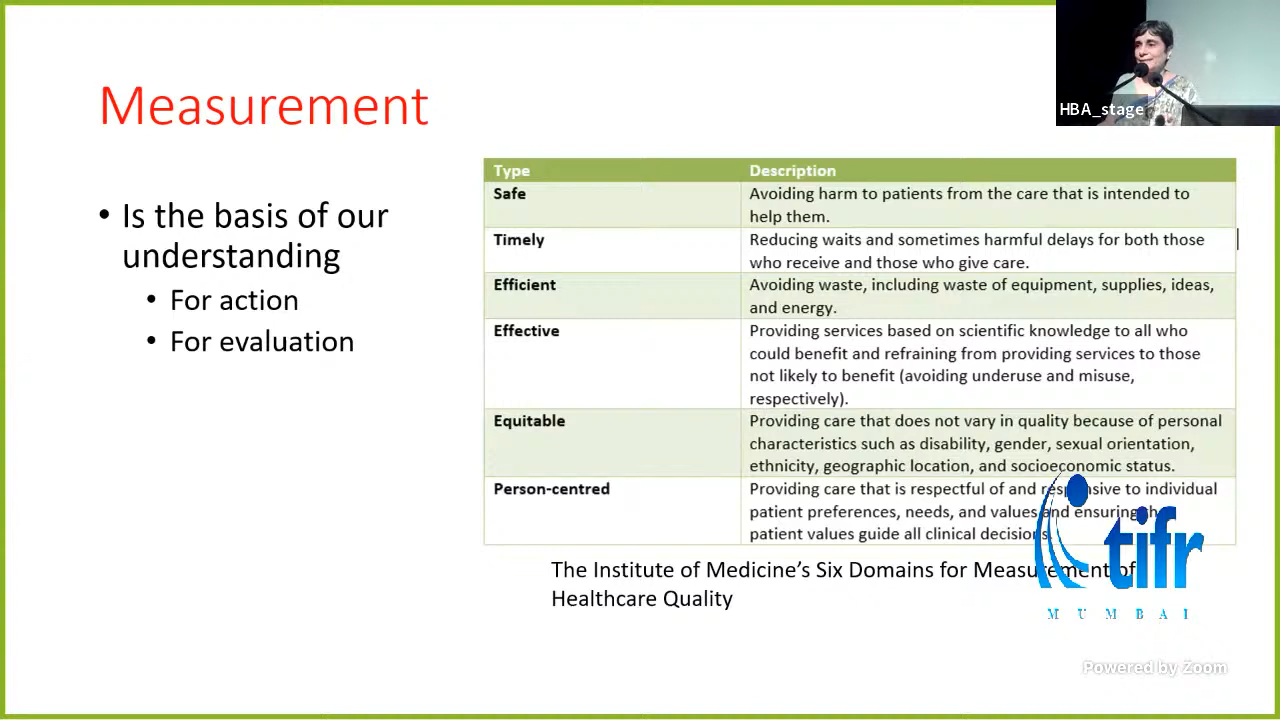 Measurement
HBA_stage
• Is the basis of our
understanding
• For action
• For evaluation
Type Description
Safe Avoiding harm to patients from the care that is intended to
help them.
Timely Reducing waits and sometimes harmful delays for both those
who receive and those who give care.
Efficient Avoiding waste, including waste of equipment, supplies, ideas,
and energy.
Effective Providing services based on scientific knowledge to all who
could benefit and refraining from providing services to those
not likely to benefit (avoiding underuse and misuse,
respectively).
Equitable Providing care that does not vary in quality because of personal
characteristics such as disability, gender, sexual orientation,
ethnicity, geographic location, and socioeconomic status.
Person-centred Providing care that is respectful of and responsive to individual
patient preferences, needs, and values and ensuring
patient values guide all clinical decisions.
The Institute of Medicine's Six Domains for Measurement of
Healthcare Quality
tifr
MUMBAI
Powered by Zoom